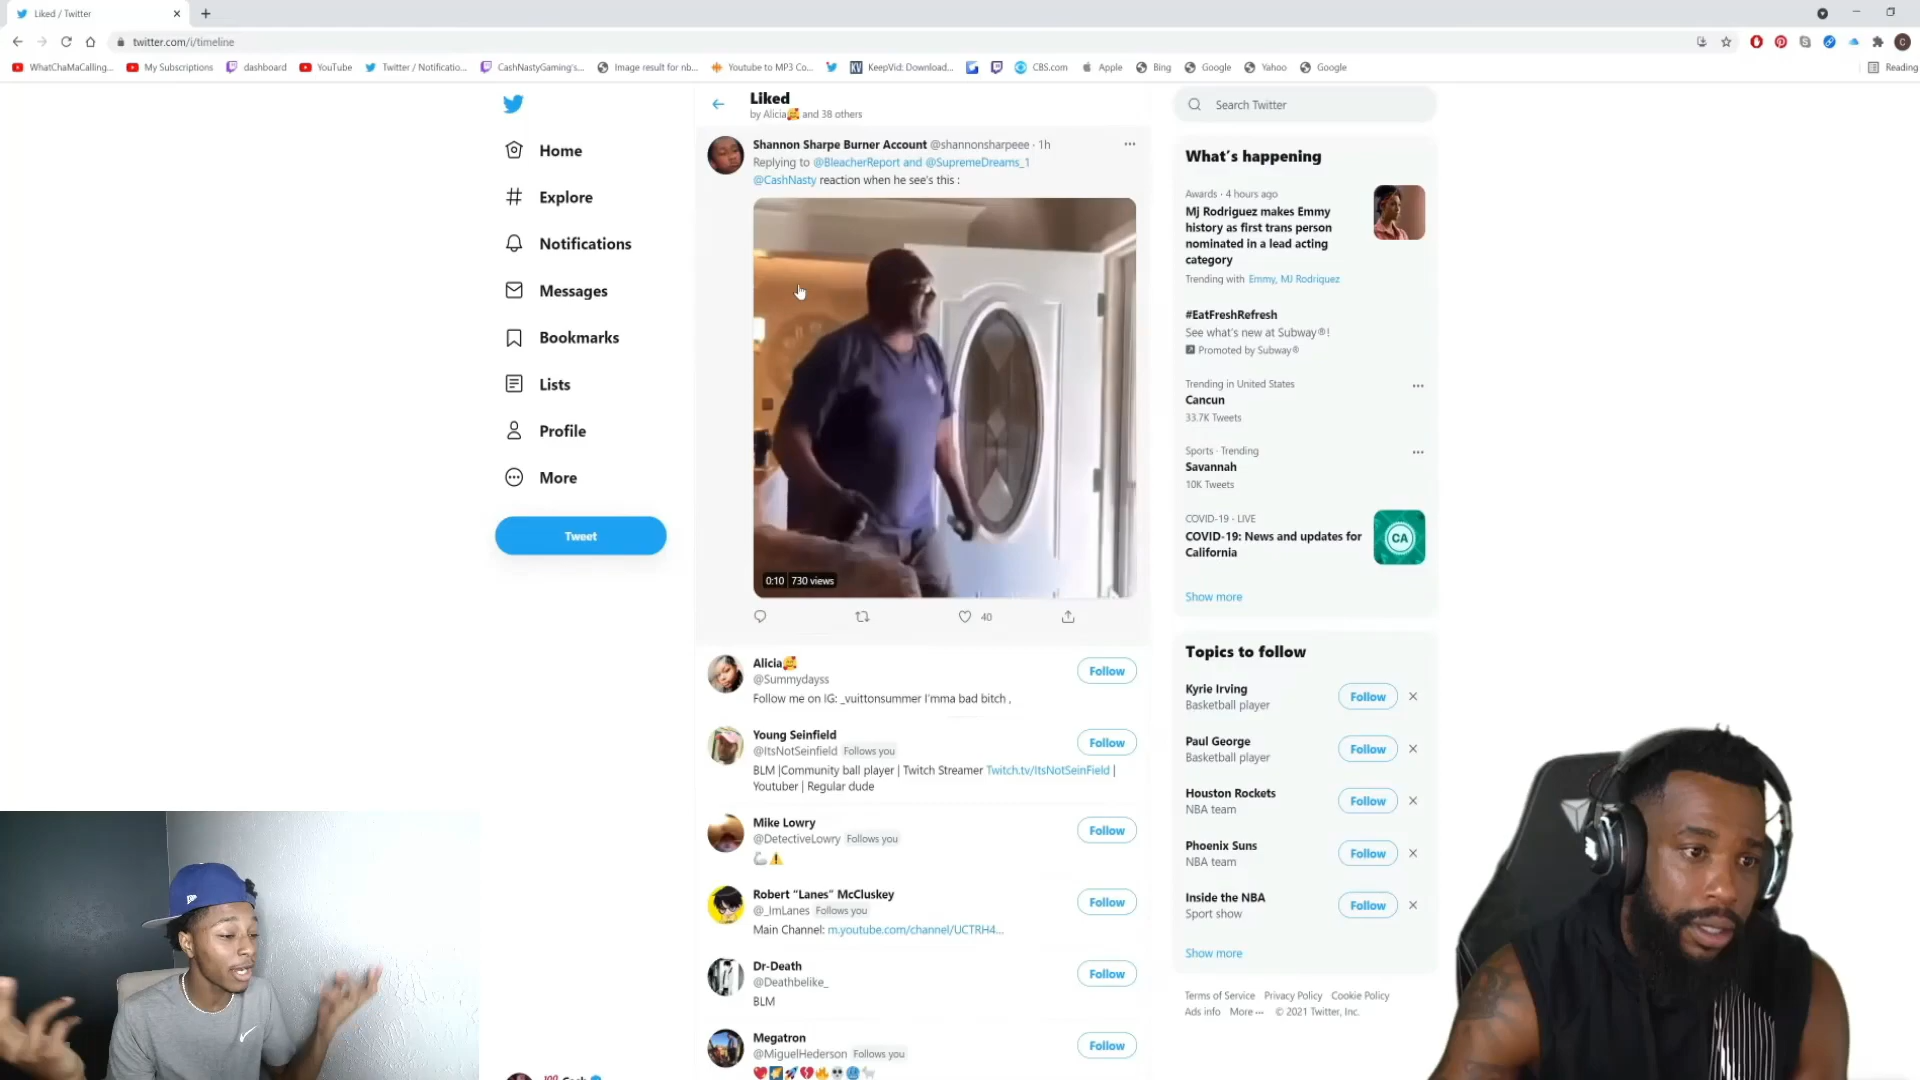 Liked / Twitter
twitter.com/i/timeline
WhatChaMaCalling...
My Subscriptions
dashboard
YouTube
Twitter / Notificatio...
CashNastyGaming's...
Image result for nb...
Youtube to MP3 Co...
KeepVid: Download...
CBS.com
Apple
Bing
Google
Yahoo
Google
Reading
Home
Explore
Notifications
Messages
Bookmarks
Lists
Profile
More
Tweet
Liked
by Alicia🥰 and 38 others
Shannon Sharpe Burner Account @shannonsharpeee · 1h
Replying to @BleacherReport and @SupremeDreams_1
@CashNasty reaction when he see's this :
0:10 730 views
40
Alicia🥰
@Summydayss
Follow
Follow me on IG: _vuittonsummer I'mma bad bitch ,
Young Seinfield
@ItsNotSeinfield Follows you
Follow
BLM |Community ball player | Twitch Streamer Twitch.tv/ItsNotSeinField |
Youtuber | Regular dude
Mike Lowry
@DetectiveLowry Follows you
Follow
🦾⚠️
Robert "Lanes" McCluskey
@_ImLanes Follows you
Follow
Main Channel: m.youtube.com/channel/UCTRH4...
Dr-Death
@Deathbelike_
Follow
BLM
Megatron
@MiguelHederson Follows you
Follow
Search Twitter
What's happening
Awards · 4 hours ago
Mj Rodriguez makes Emmy
history as first trans person
nominated in a lead acting
category
Trending with Emmy, MJ Rodriquez
#EatFreshRefresh
See what's new at Subway®!
Promoted by Subway®
Trending in United States
Cancun
33.7K Tweets
Sports · Trending
Savannah
10K Tweets
COVID-19 · LIVE
COVID-19: News and updates for
California
CA
Show more
Topics to follow
Kyrie Irving
Basketball player
Follow
Paul George
Basketball player
Follow
Houston Rockets
NBA team
Follow
Phoenix Suns
NBA team
Follow
Inside the NBA
Sport show
Follow
Show more
Terms of Service Privacy Policy Cookie Policy
Ads info More ··· © 2021 Twitter, Inc.